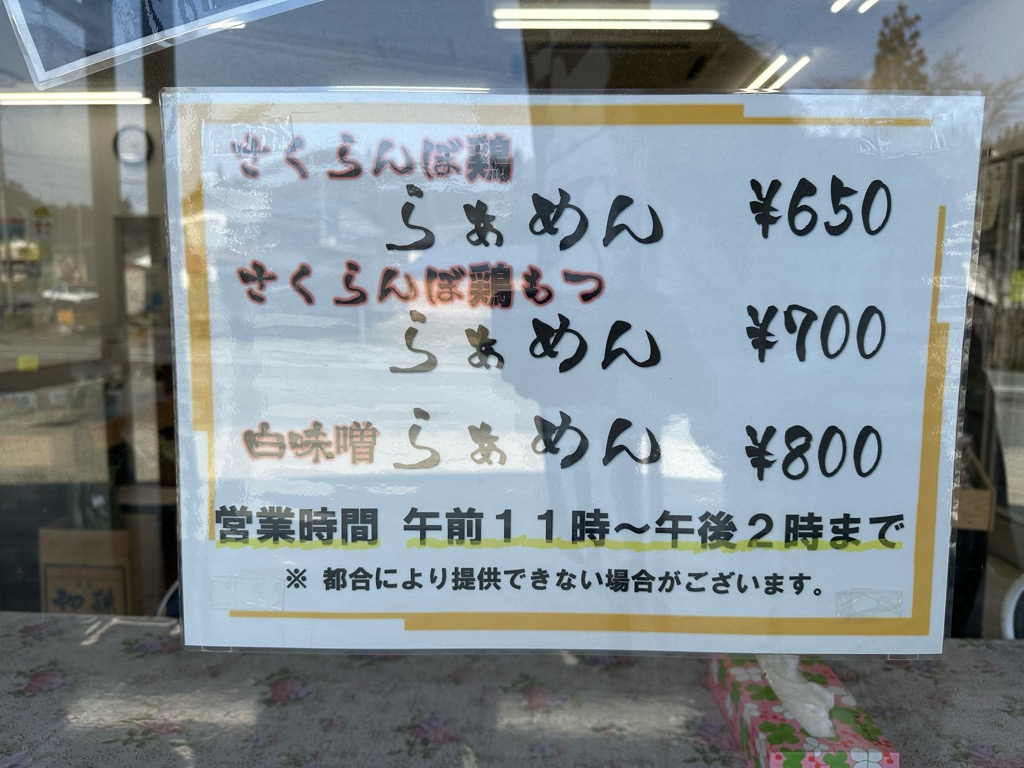 さくらんぼ鶏
らぁめん ¥650
さくらんぼ鶏もつ
らぁめん ¥700
白味噌 らぁめん ¥800
営業時間 午前11時~午後2時まで
※ 都合により提供できない場合がございます。